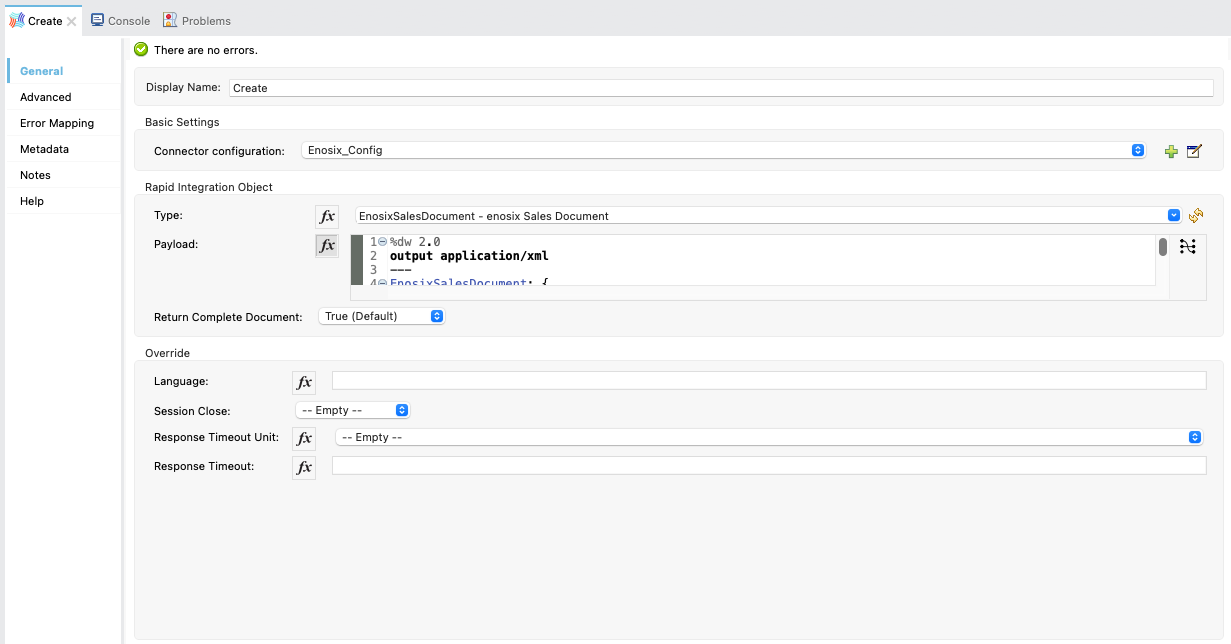 Create
Console
Problems
General
Advanced
Error Mapping
Metadata
Notes
Help
There are no errors.
Display Name: Create
Basic Settings
Connector configuration: Enosix_Config
Rapid Integration Object
Type: fx EnosixSalesDocument - enosix Sales Document
Payload: fx
1 %dw 2.0
2 output application/xml
3 ---
4 EnosixSalesDocument: {
Return Complete Document: True (Default)
Override
Language: fx
Session Close: -- Empty --
Response Timeout Unit: fx -- Empty --
Response Timeout: fx